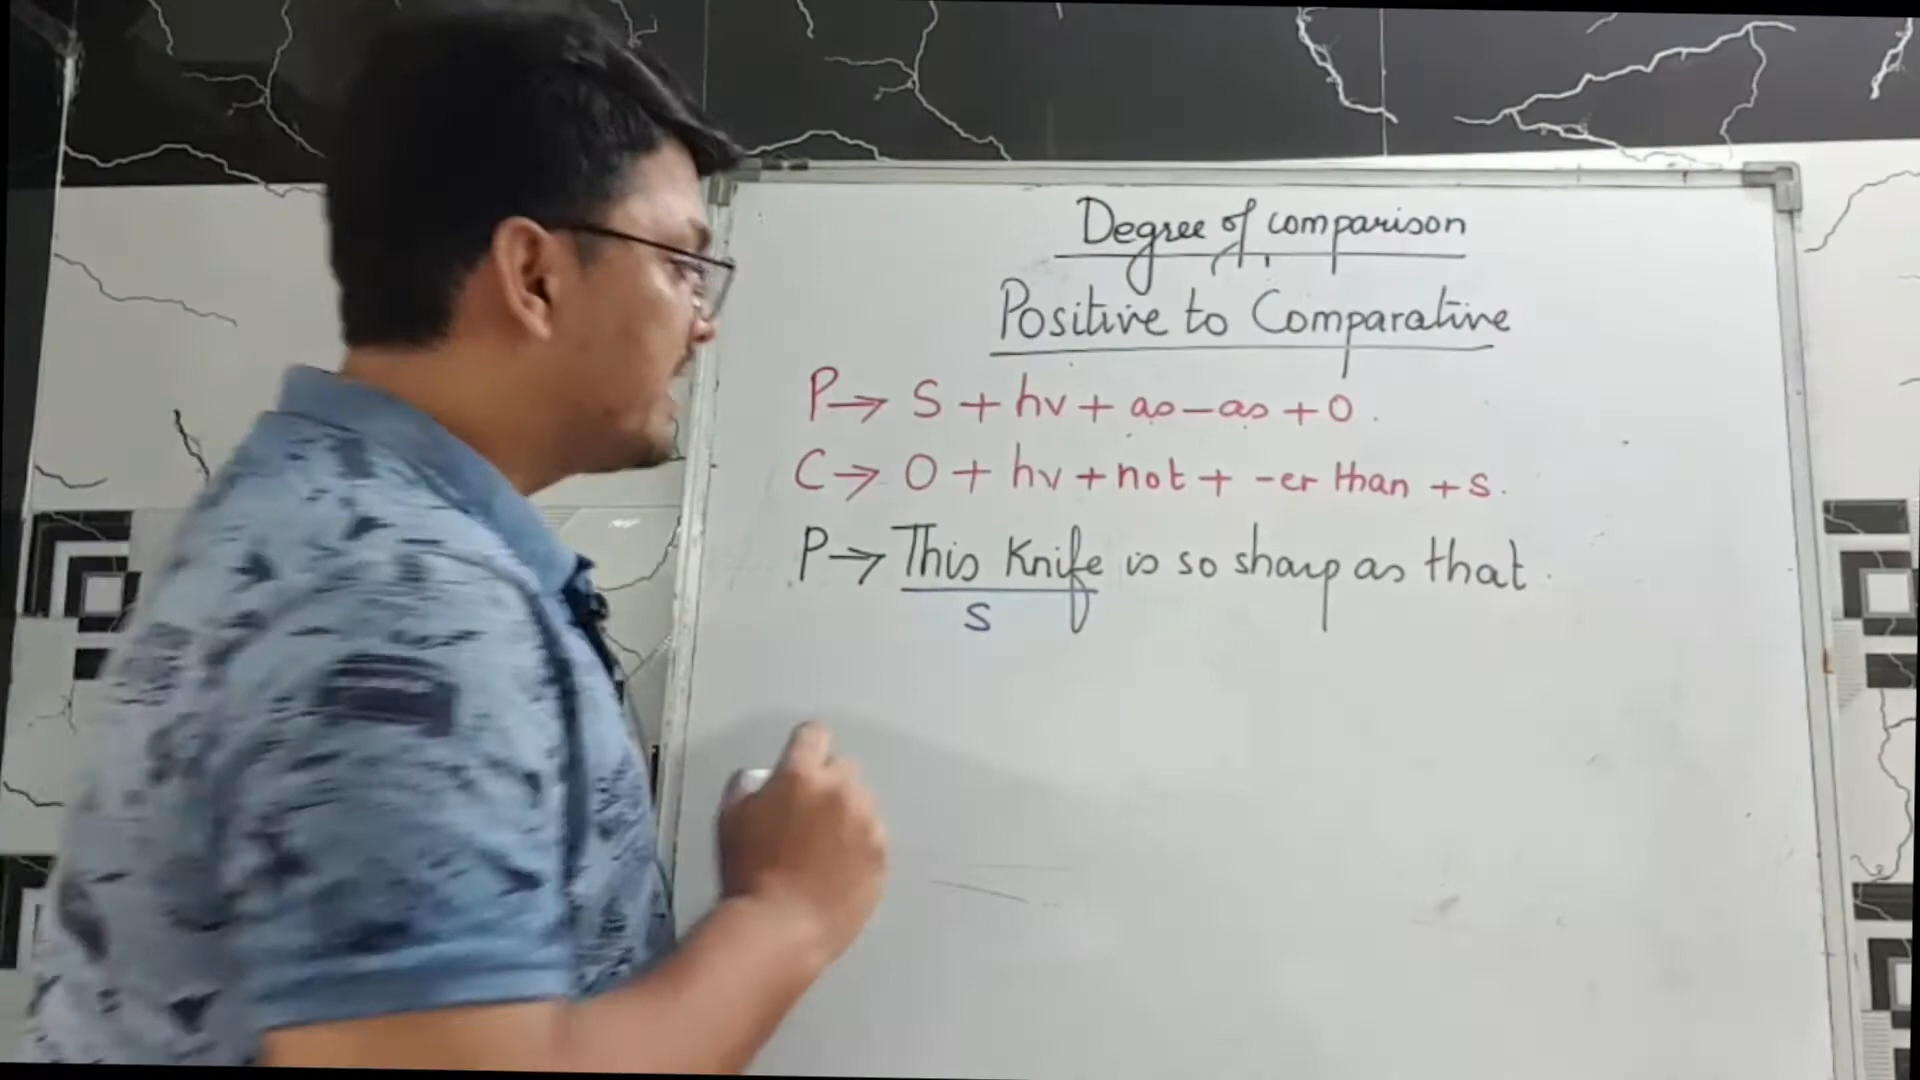 Degree of comparison
Positive to Comparative
P→ S + hv + as – as + O.
C→ O + hv + not + -er than + s.
P→ This Knife is so sharp as that.
S